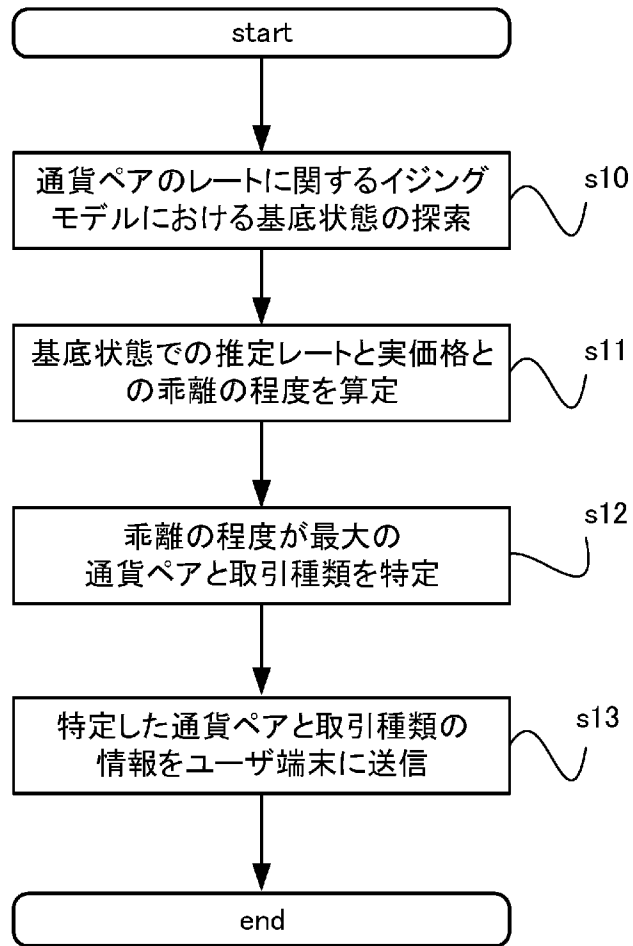 start
通貨ペアのレートに関するイジング
モデルにおける基底状態の探索
s10
基底状態での推定レートと実価格と
の乖離の程度を算定
s11
乖離の程度が最大の
通貨ペアと取引種類を特定
s12
特定した通貨ペアと取引種類の
情報をユーザ端末に送信
s13
end